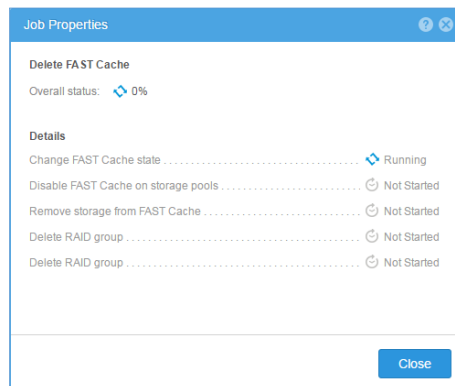 Job Properties
Delete FAST Cache
Overall status: 0%
Details
Change FAST Cache state . . . . . . . . . . . . . . . . . . . . . . . . . . . . . . . . . . . . Running
Disable FAST Cache on storage pools . . . . . . . . . . . . . . . . . . . . . . . . . . Not Started
Remove storage from FAST Cache . . . . . . . . . . . . . . . . . . . . . . . . . . . . . Not Started
Delete RAID group . . . . . . . . . . . . . . . . . . . . . . . . . . . . . . . . . . . . . . . . . Not Started
Delete RAID group . . . . . . . . . . . . . . . . . . . . . . . . . . . . . . . . . . . . . . . . . Not Started
Close